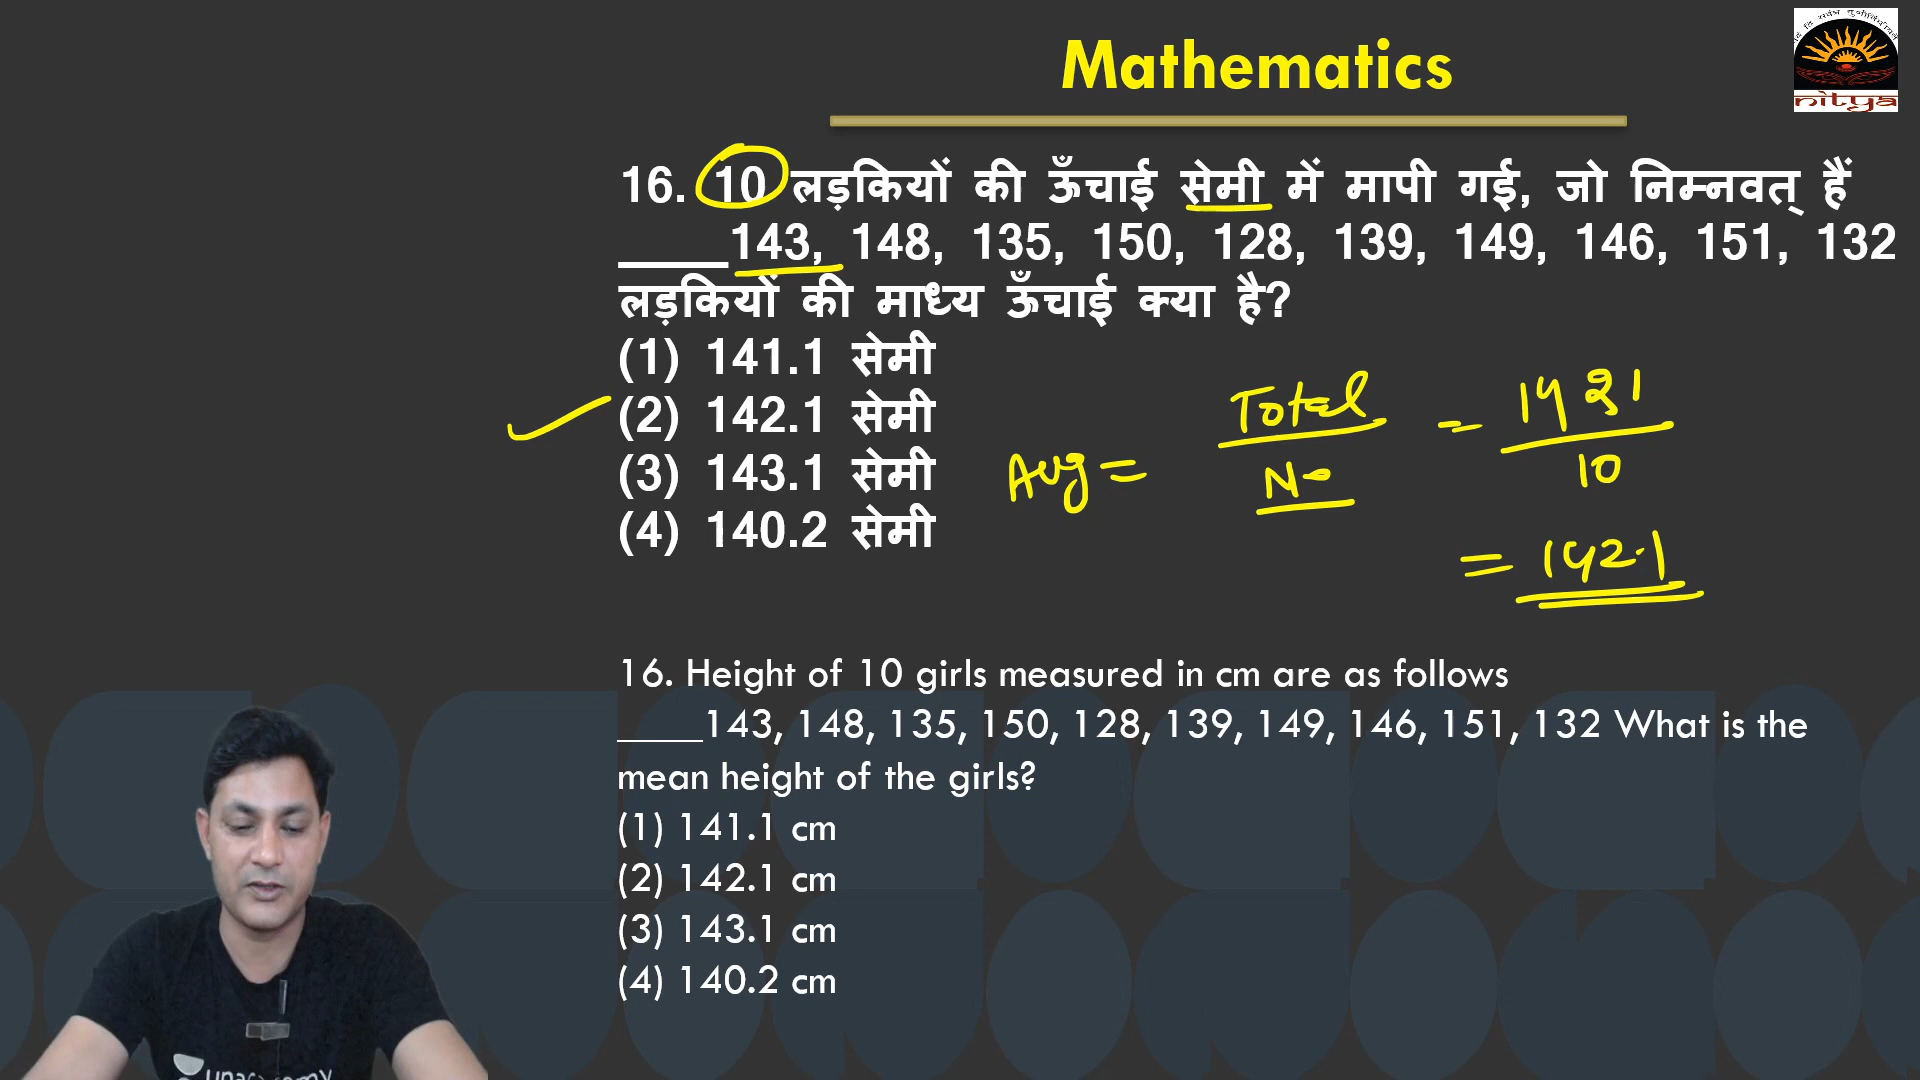 Mathematics
nitya
16. 10 लड़कियों की ऊँचाई सेमी में मापी गई, जो निम्नवत् हैं
____143, 148, 135, 150, 128, 139, 149, 146, 151, 132
लड़कियों की माध्य ऊँचाई क्या है?
(1) 141.1 सेमी
(2) 142.1 सेमी
(3) 143.1 सेमी
(4) 140.2 सेमी
Avg = Total / No = 1421 / 10
= 142.1
16. Height of 10 girls measured in cm are as follows
____143, 148, 135, 150, 128, 139, 149, 146, 151, 132 What is the
mean height of the girls?
(1) 141.1 cm
(2) 142.1 cm
(3) 143.1 cm
(4) 140.2 cm
unacademy